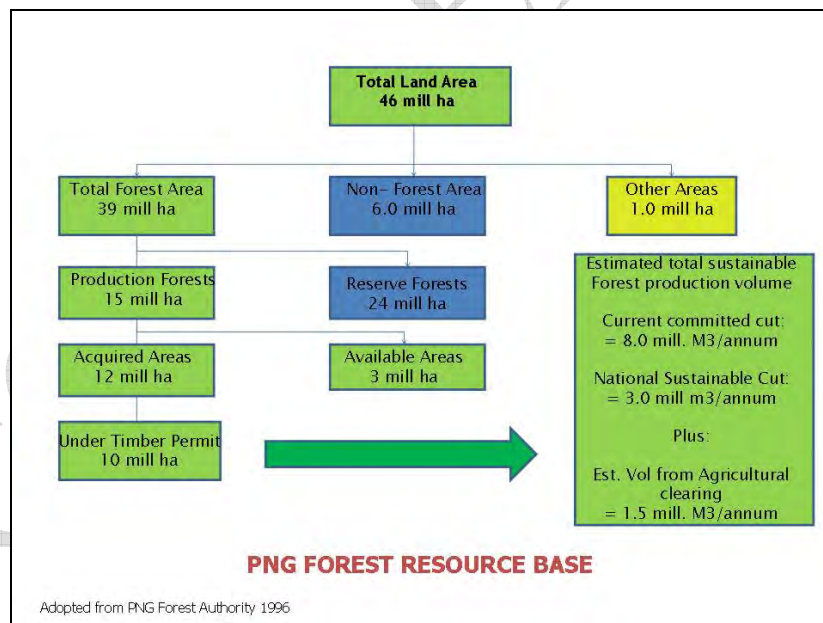 Total Land Area
46 mill ha
Total Forest Area
39 mill ha
Non- Forest Area
6.0 mill ha
Other Areas
1.0 mill ha
Production Forests
15 mill ha
Reserve Forests
24 mill ha
Acquired Areas
12 mill ha
Available Areas
3 mill ha
Under Timber Permit
10 mill ha
Estimated total sustainable
Forest production volume
Current committed cut:
= 8.0 mill. M3/annum
National Sustainable Cut:
= 3.0 mill m3/annum
Plus:
Est. Vol from Agricultural
clearing
= 1.5 mill. M3/annum
PNG FOREST RESOURCE BASE
Adopted from PNG Forest Authority 1996